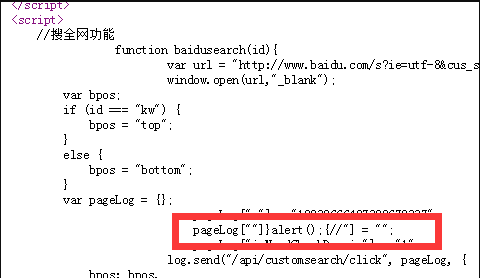 </script>
<script>
//搜全网功能
function baidusearch(id){
var url = "http://www.baidu.com/s?ie=utf-8&cus_s
window.open(url,"_blank");
var bpos;
if (id === "kw") {
bpos = "top";
}
else {
bpos = "bottom";
}
var pageLog = {};
pageLog[""]}alert();{//"] = "";
log.send("/api/customsearch/click", pageLog, {
bpos: bpos,